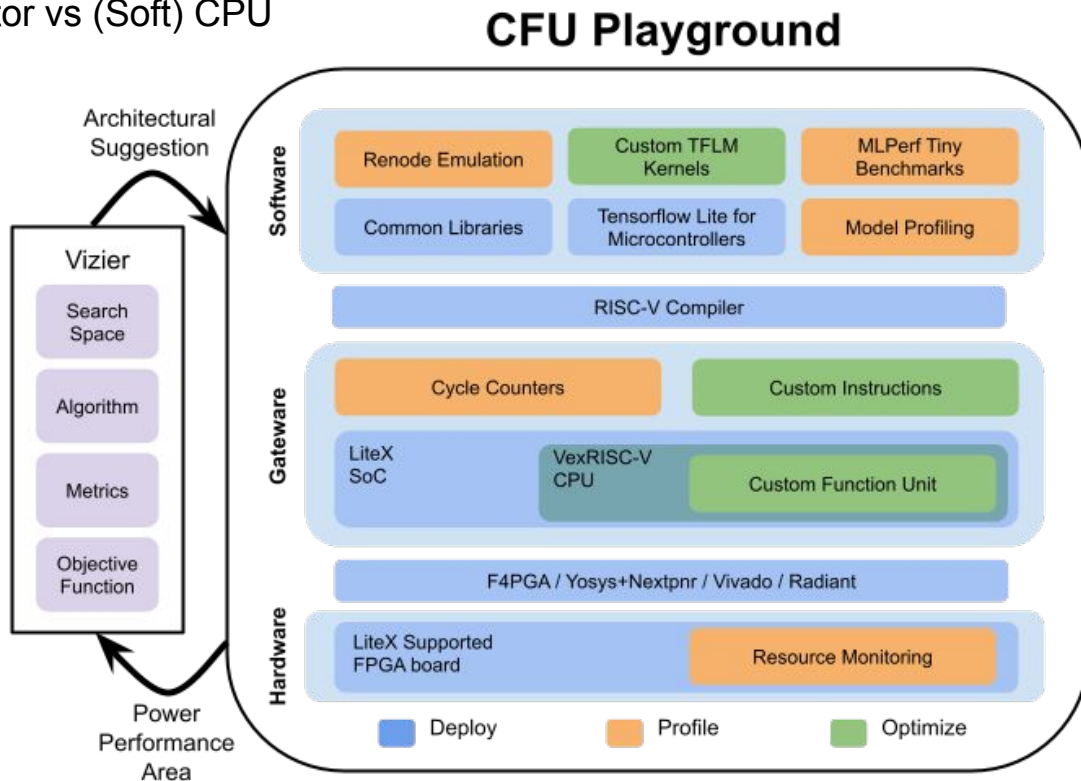 tor vs (Soft) CPU
CFU Playground
Architectural
Suggestion
Vizier
Search
Space
Algorithm
Metrics
Objective
Function
Power
Performance
Area
Software
Renode Emulation
Custom TFLM
Kernels
MLPerf Tiny
Benchmarks
Common Libraries
Tensorflow Lite for
Microcontrollers
Model Profiling
RISC-V Compiler
Gateware
Cycle Counters
Custom Instructions
LiteX
SoC
VexRISC-V
CPU
Custom Function Unit
F4PGA / Yosys+Nextpnr / Vivado / Radiant
Hardware
LiteX Supported
FPGA board
Resource Monitoring
Deploy
Profile
Optimize